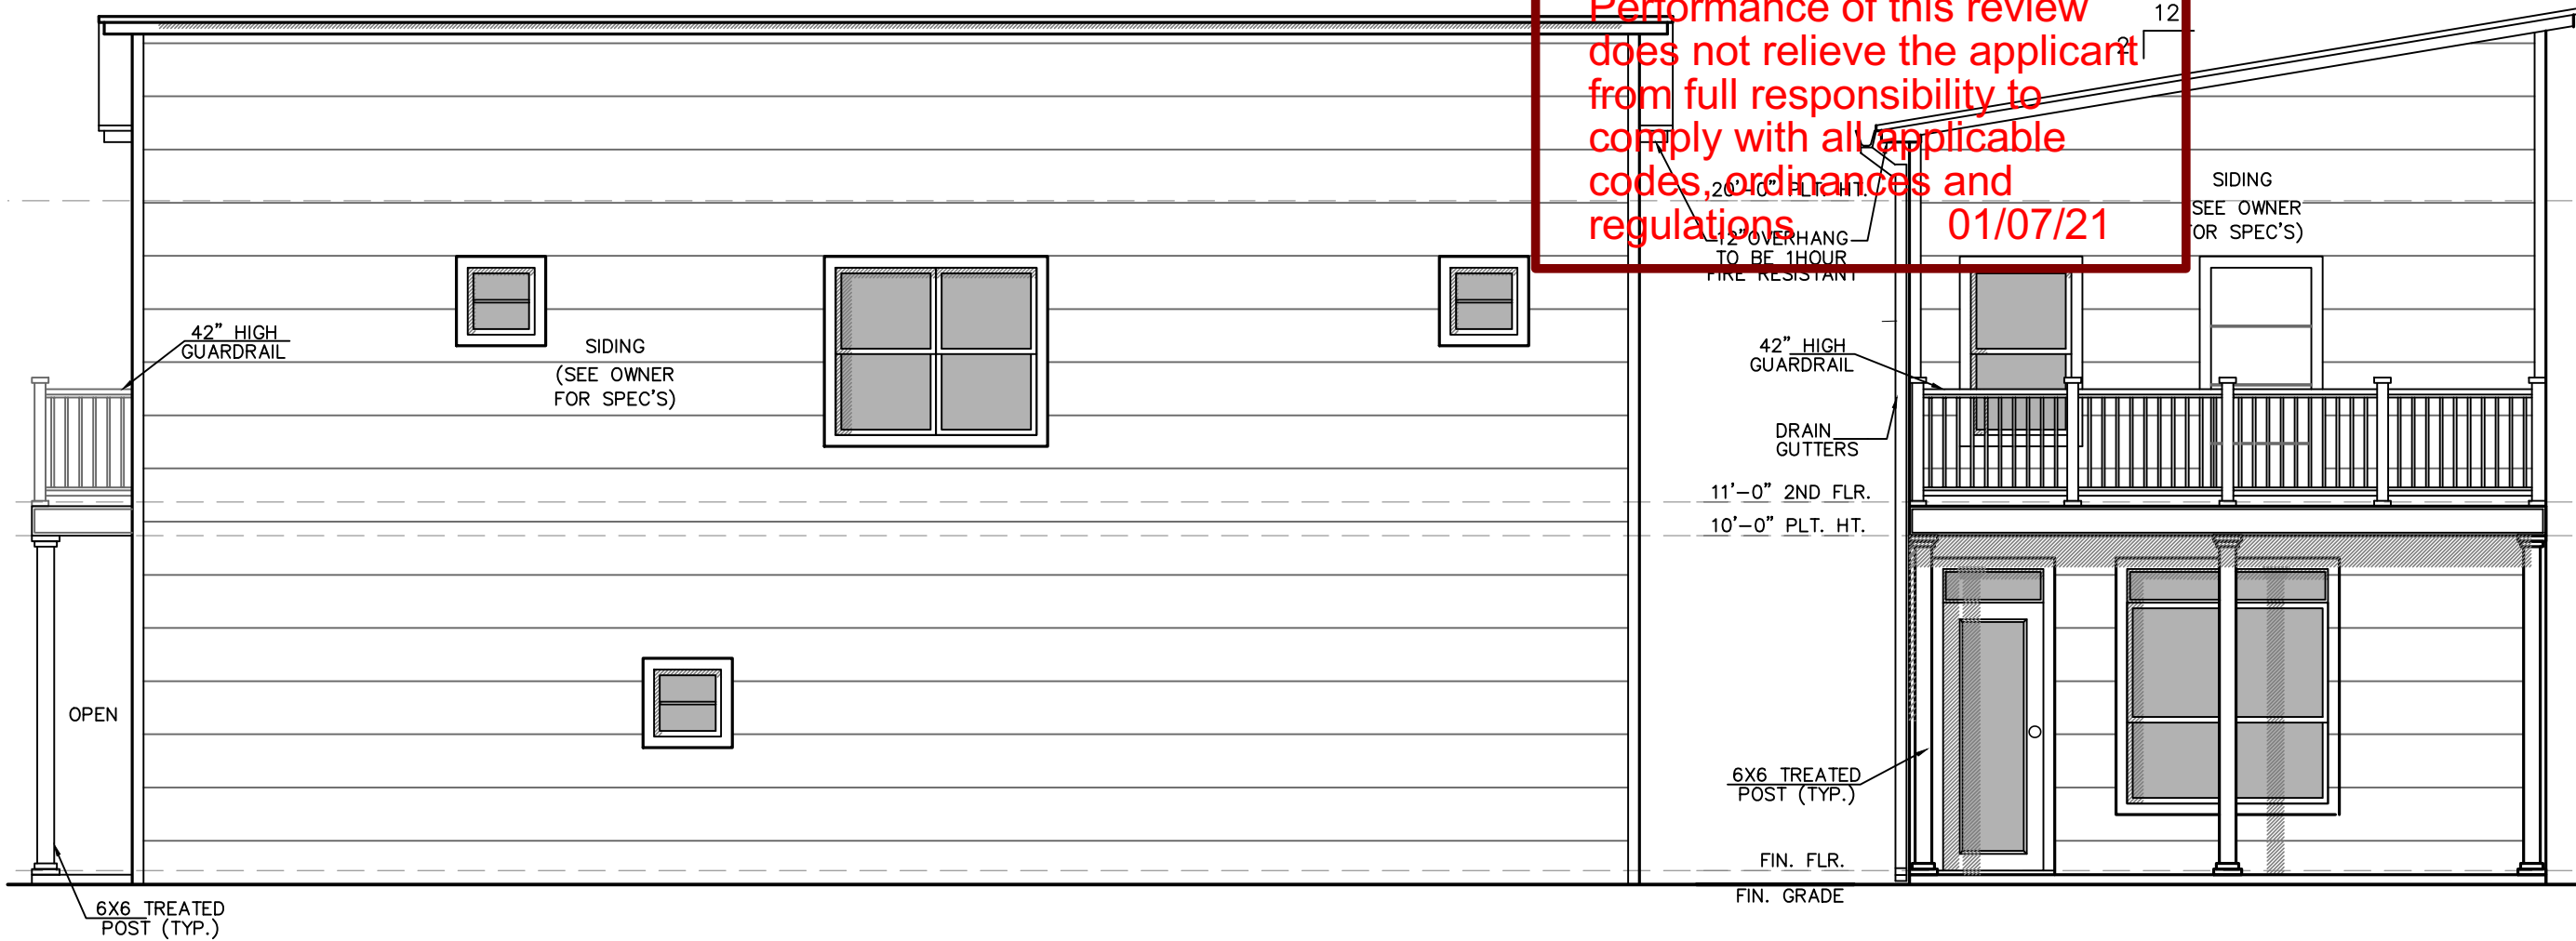 Performance of this review
does not relieve the applicant
from full responsibility to
comply with all applicable
codes, ordinances and
regulations 01/07/21
12
2
42" HIGH
GUARDRAIL
SIDING
(SEE OWNER
FOR SPEC'S)
OPEN
6X6 TREATED
POST (TYP.)
20'-0" PLT. HT.
12" OVERHANG
TO BE 1HOUR
FIRE RESISTANT
SIDING
(SEE OWNER
FOR SPEC'S)
42" HIGH
GUARDRAIL
DRAIN
GUTTERS
11'-0" 2ND FLR.
10'-0" PLT. HT.
6X6 TREATED
POST (TYP.)
FIN. FLR.
FIN. GRADE